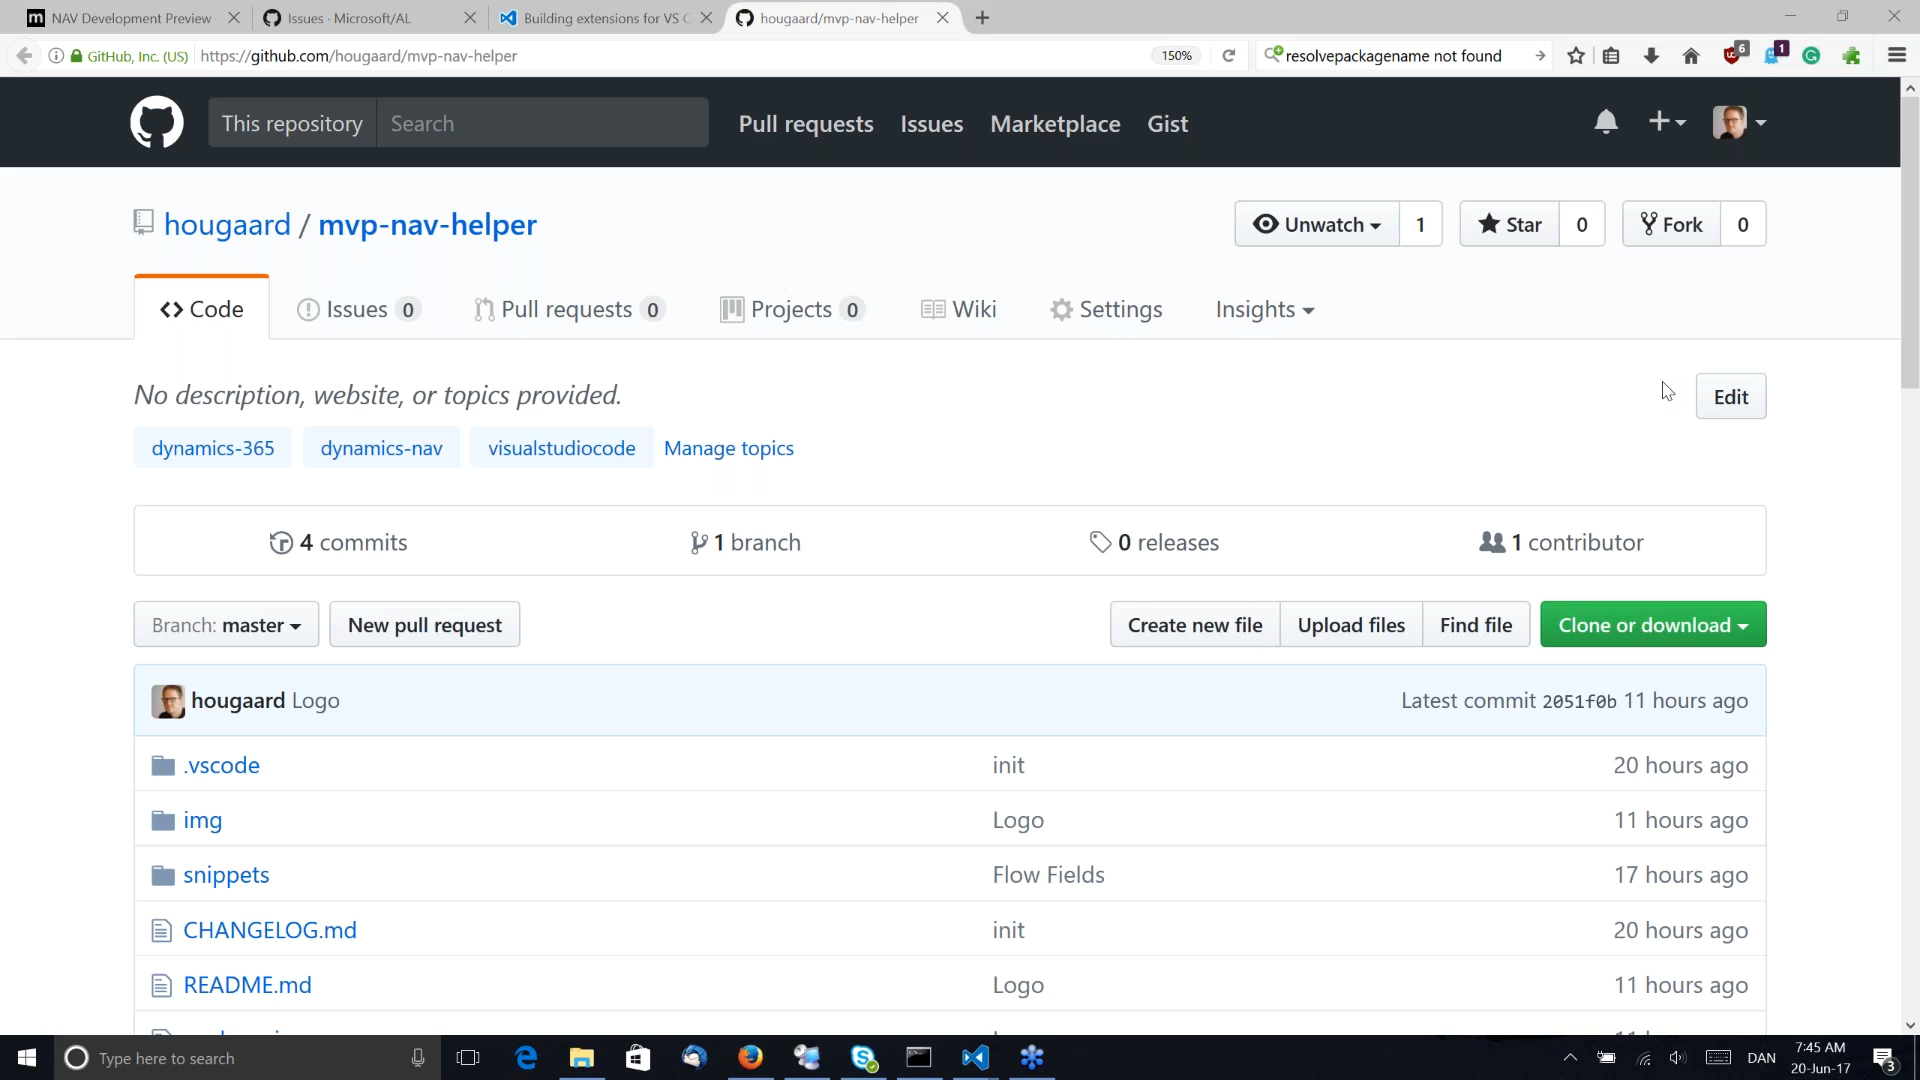 NAV Development Preview
Issues · Microsoft/AL
Building extensions for VS C
hougaard/mvp-nav-helper
GitHub, Inc. (US)
https://github.com/hougaard/mvp-nav-helper
150%
resolvepackagename not found
6
1
This repository
Search
Pull requests
Issues
Marketplace
Gist
hougaard / mvp-nav-helper
Unwatch
1
Star
0
Fork
0
Code
Issues 0
Pull requests 0
Projects 0
Wiki
Settings
Insights
No description, website, or topics provided.
Edit
dynamics-365
dynamics-nav
visualstudiocode
Manage topics
4 commits
1 branch
0 releases
1 contributor
Branch: master
New pull request
Create new file
Upload files
Find file
Clone or download
hougaard Logo
Latest commit 2051f0b 11 hours ago
.vscode
init
20 hours ago
img
Logo
11 hours ago
snippets
Flow Fields
17 hours ago
CHANGELOG.md
init
20 hours ago
README.md
Logo
11 hours ago
Type here to search
DAN
7:45 AM
20-Jun-17
3